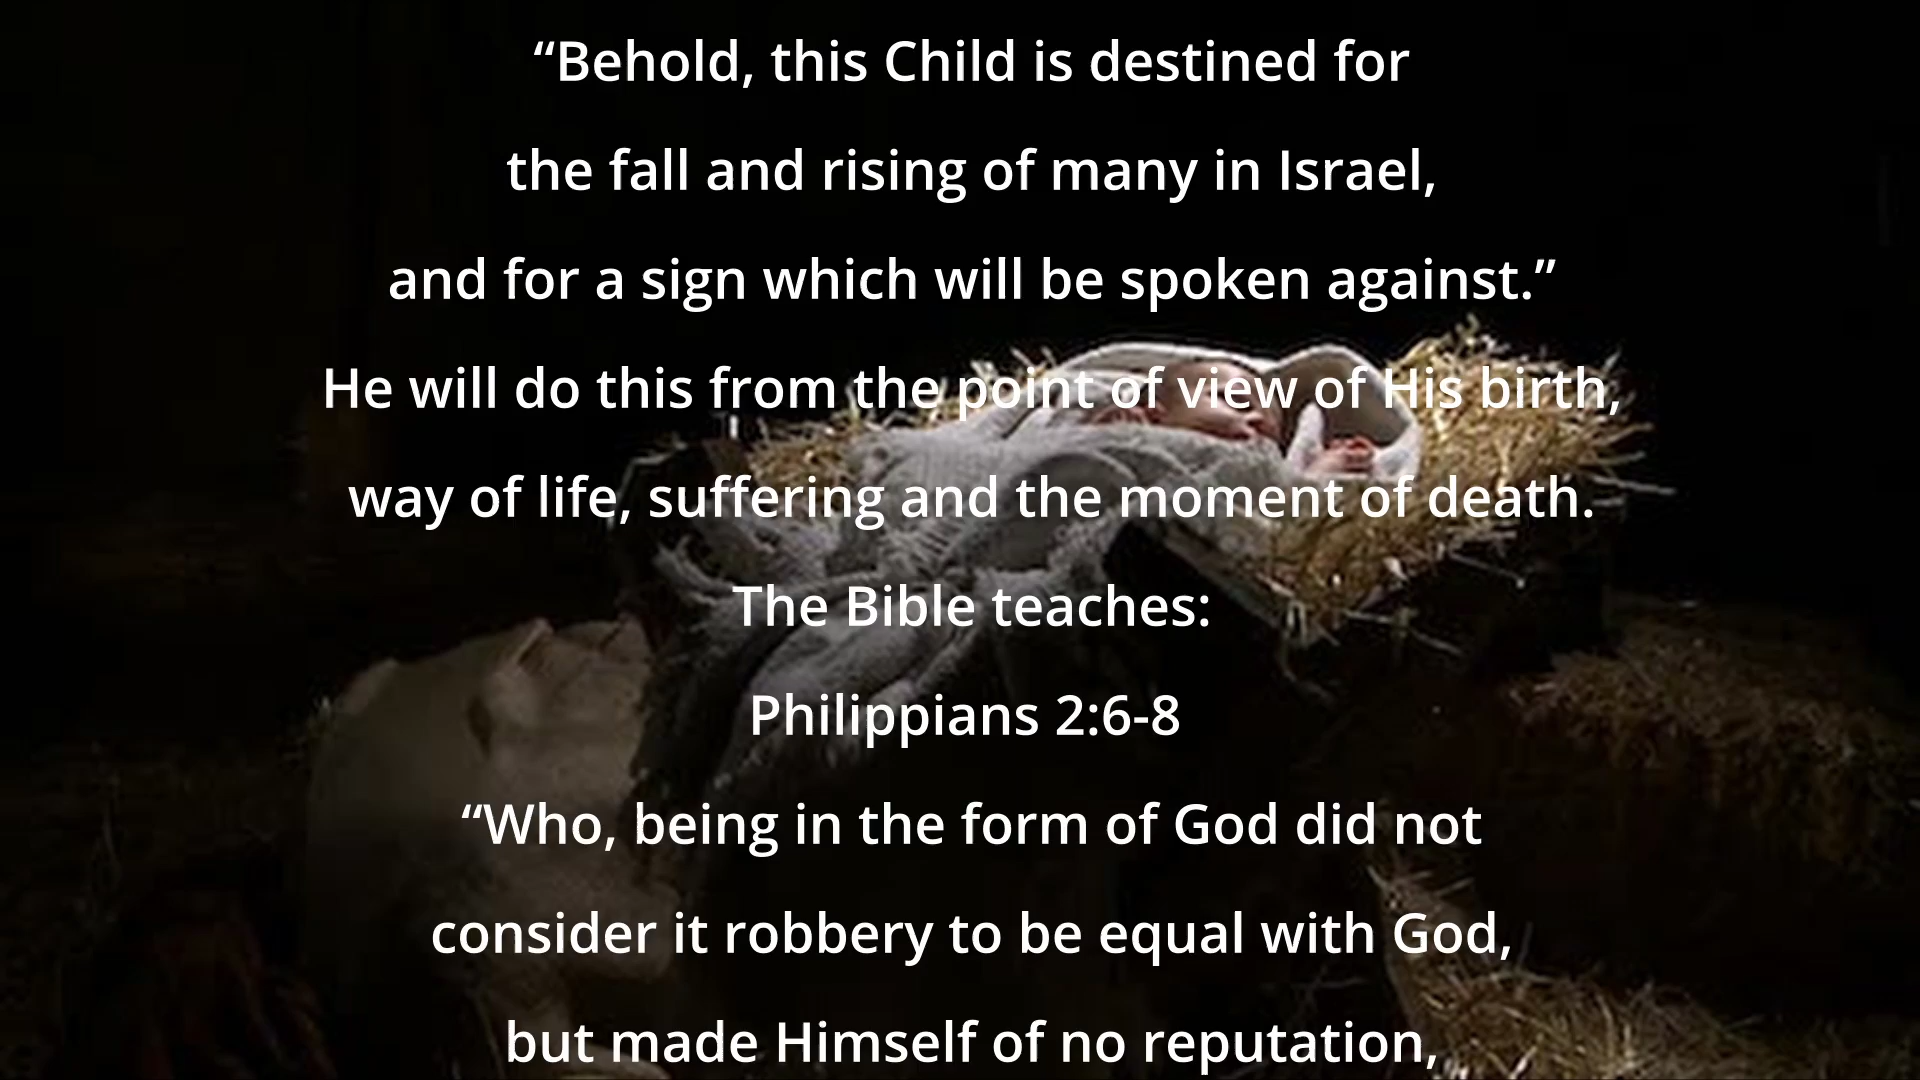 “Behold, this Child is destined for
the fall and rising of many in Israel,
and for a sign which will be spoken against.”
He will do this from the point of view of His birth,
way of life, suffering and the moment of death.
The Bible teaches:
Philippians 2:6-8
“Who, being in the form of God did not
consider it robbery to be equal with God,
but made Himself of no reputation,